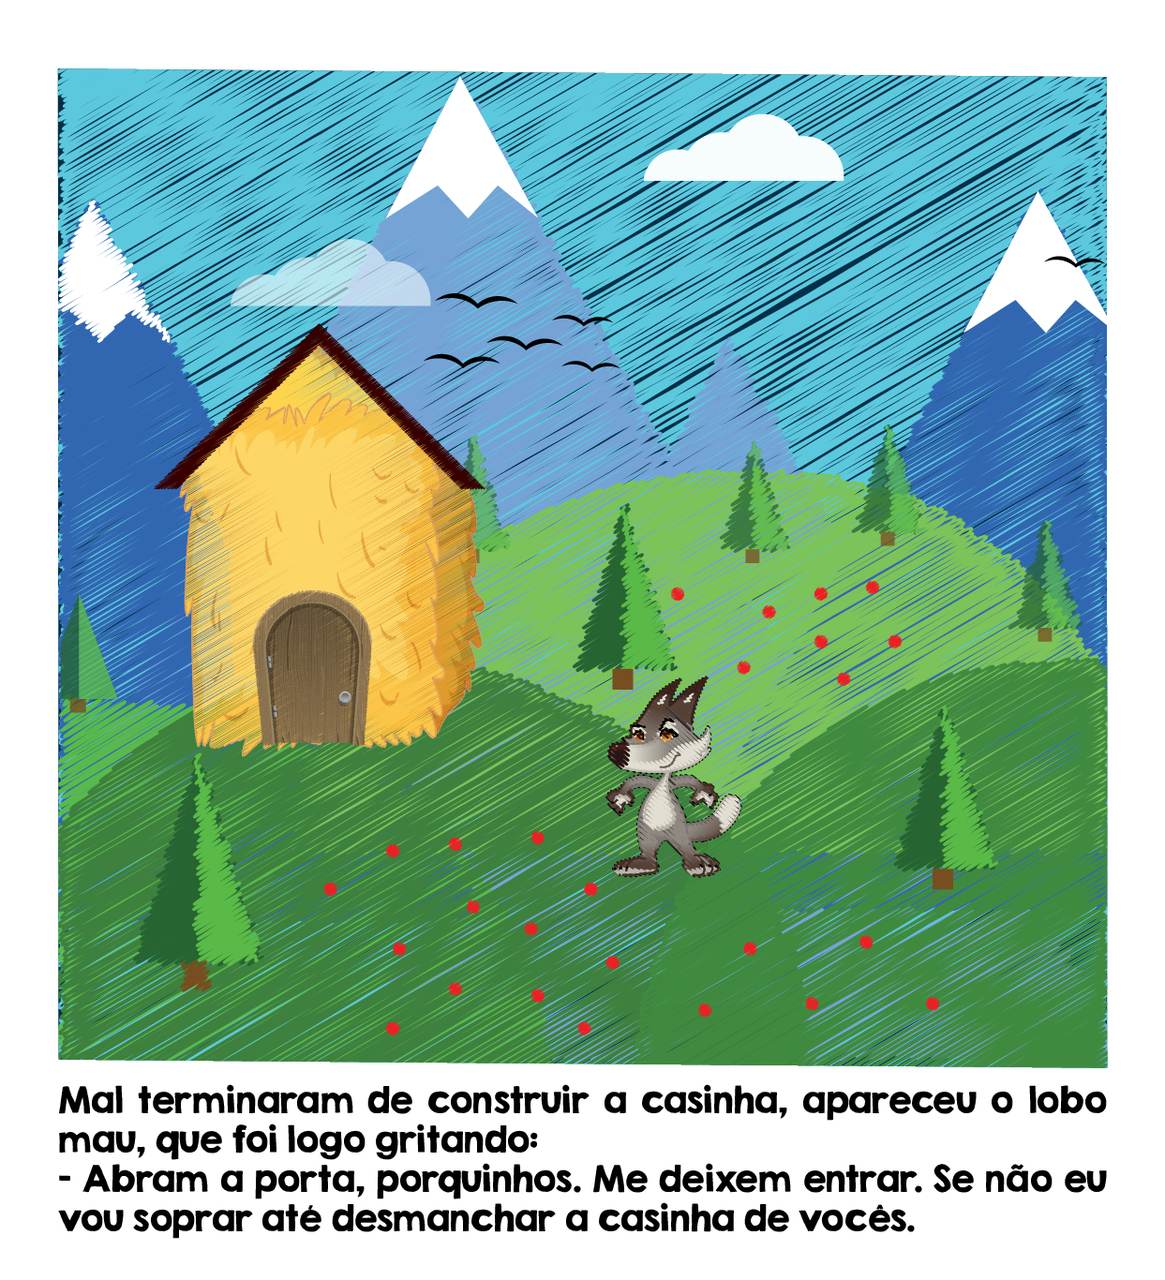 Mal terminaram de construir a casinha, apareceu o lobo
mau, que foi logo gritando:
- Abram a porta, porquinhos. Me deixem entrar. Se não eu
vou soprar até desmanchar a casinha de vocês.